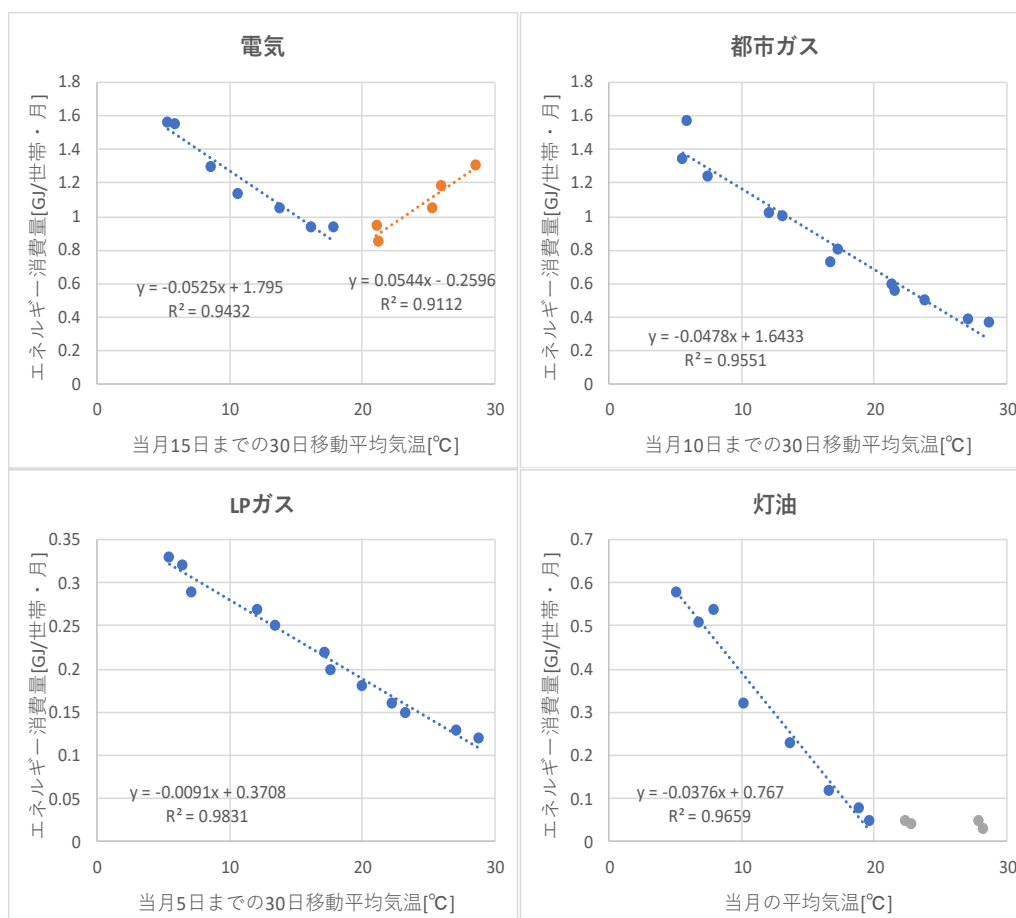 電気
エネルギー消費量[GJ/世帯・月]
1.8
1.6
1.4
1.2
1
0.8
0.6
0.4
0.2
0
y = -0.0525x + 1.795
R² = 0.9432
y = 0.0544x - 0.2596
R² = 0.9112
0 10 20 30
当月15日までの30日移動平均気温[℃]
都市ガス
エネルギー消費量[GJ/世帯・月]
1.8
1.6
1.4
1.2
1
0.8
0.6
0.4
0.2
0
y = -0.0478x + 1.6433
R² = 0.9551
0 10 20 30
当月10日までの30日移動平均気温[℃]
LPガス
エネルギー消費量[GJ/世帯・月]
0.35
0.3
0.25
0.2
0.15
0.1
0.05
0
y = -0.0091x + 0.3708
R² = 0.9831
0 10 20 30
当月5日までの30日移動平均気温[℃]
灯油
エネルギー消費量[GJ/世帯・月]
0.7
0.6
0.5
0.4
0.3
0.2
0.1
0
y = -0.0376x + 0.767
R² = 0.9659
0 10 20 30
当月の平均気温[℃]